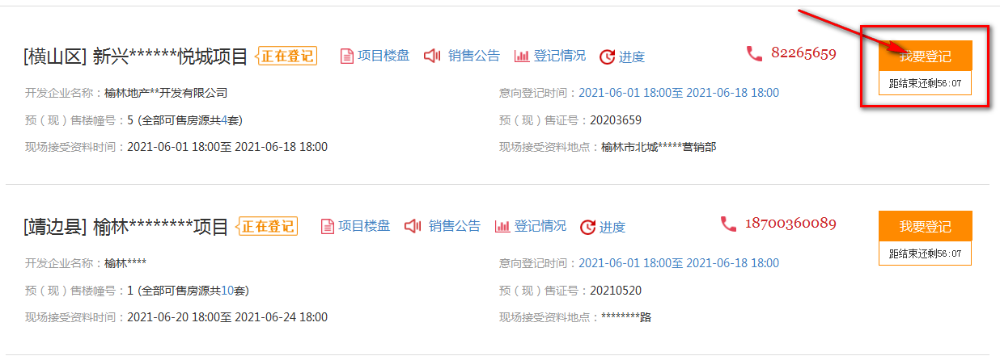 [横山区] 新兴******悦城项目 正在登记 项目楼盘 销售公告 登记情况 进度 82265659 我要登记
距结束还剩56:07
开发企业名称：榆林地产**开发有限公司 意向登记时间：2021-06-01 18:00至 2021-06-18 18:00
预（现）售楼幢号：5 (全部可售房源共4套) 预（现）售证号：20203659
现场接受资料时间：2021-06-01 18:00至 2021-06-18 18:00 现场接受资料地点：榆林市北城*****营销部
[靖边县] 榆林********项目 正在登记 项目楼盘 销售公告 登记情况 进度 18700360089 我要登记
距结束还剩56:07
开发企业名称：榆林**** 意向登记时间：2021-06-01 18:00至 2021-06-18 18:00
预（现）售楼幢号：1 (全部可售房源共10套) 预（现）售证号：20210520
现场接受资料时间：2021-06-20 18:00至 2021-06-24 18:00 现场接受资料地点：********路